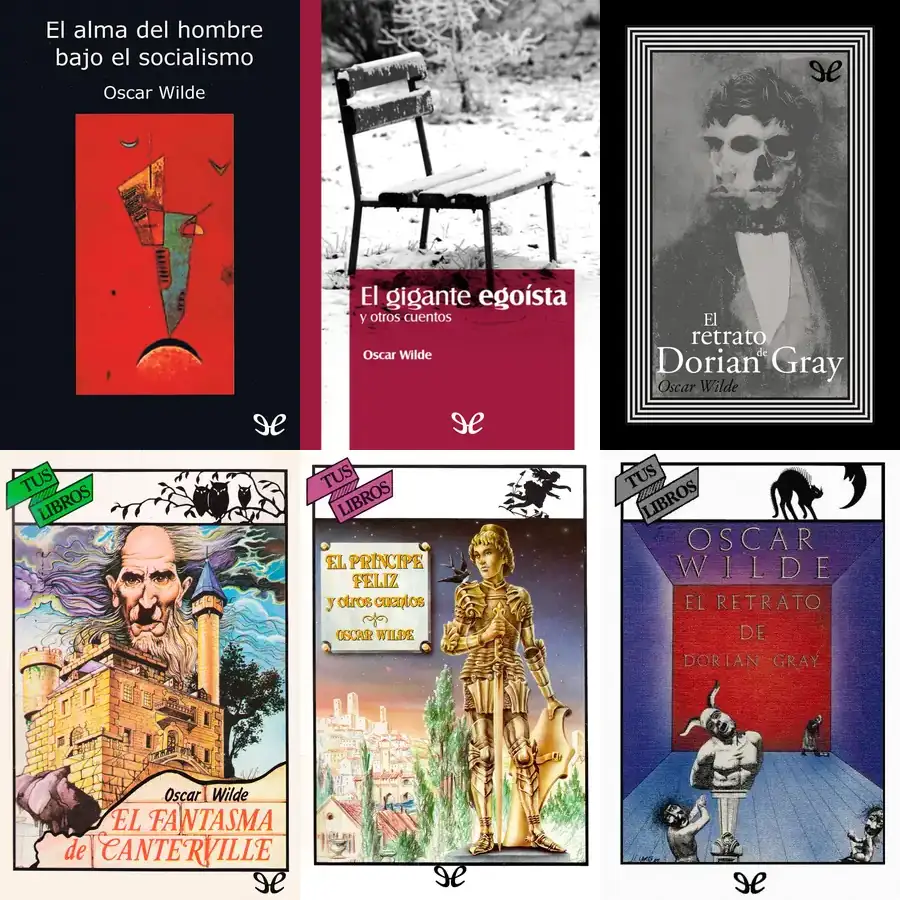 El alma del hombre
bajo el socialismo
Oscar Wilde
El gigante egoísta
y otros cuentos
Oscar Wilde
El
retrato
de
Dorian Gray
Oscar Wilde
TUS
LIBROS
Oscar Wilde
EL FANTASMA
de CANTERVILLE
TUS
LIBROS
EL PRÍNCIPE
FELIZ
y otros cuentos
OSCAR WILDE
TUS
LIBROS
OSCAR
WILDE
EL RETRATO
DE
DORIAN GRAY